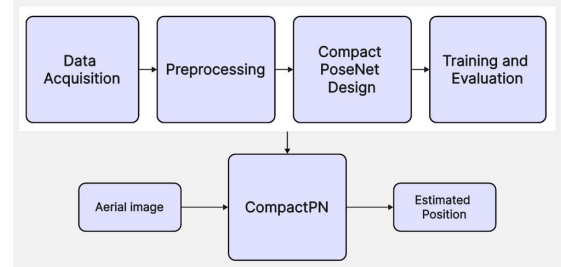 Data
Acquisition
Preprocessing
Compact
PoseNet
Design
Training and
Evaluation
Aerial image
CompactPN
Estimated
Position